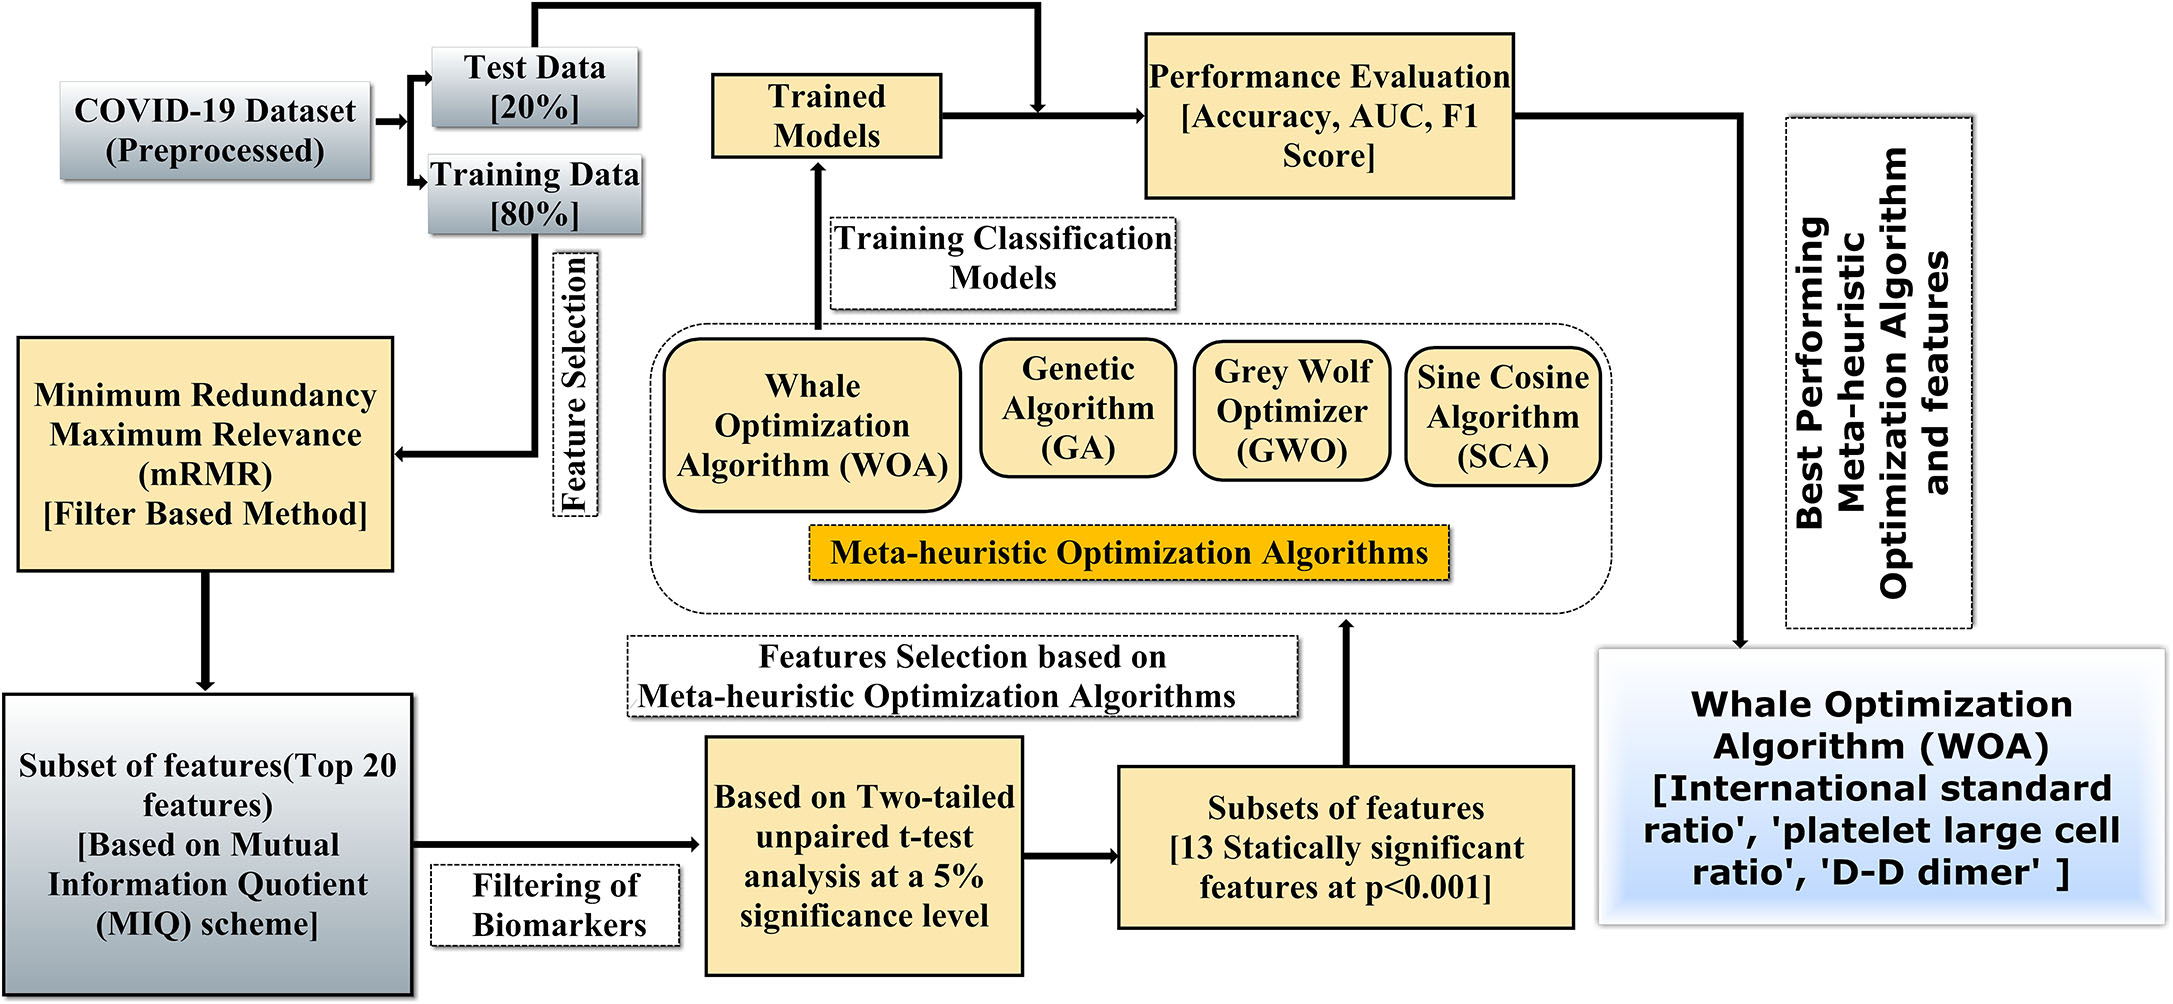 COVID-19 Dataset
(Preprocessed)
Test Data
[20%]
Training Data
[80%]
Feature Selection
Minimum Redundancy
Maximum Relevance
(mRMR)
[Filter Based Method]
Subset of features(Top 20
features)
[Based on Mutual
Information Quotient
(MIQ) scheme]
Filtering of
Biomarkers
Based on Two-tailed
unpaired t-test
analysis at a 5%
significance level
Subsets of features
[13 Statically significant
features at p<0.001]
Features Selection based on
Meta-heuristic Optimization Algorithms
Whale
Optimization
Algorithm (WOA)
Genetic
Algorithm
(GA)
Grey Wolf
Optimizer
(GWO)
Sine Cosine
Algorithm
(SCA)
Meta-heuristic Optimization Algorithms
Training Classification
Models
Trained
Models
Performance Evaluation
[Accuracy, AUC, F1
Score]
Best Performing
Meta-heuristic
Optimization Algorithm
and features
Whale Optimization
Algorithm (WOA)
[International standard
ratio', 'platelet large cell
ratio', 'D-D dimer' ]